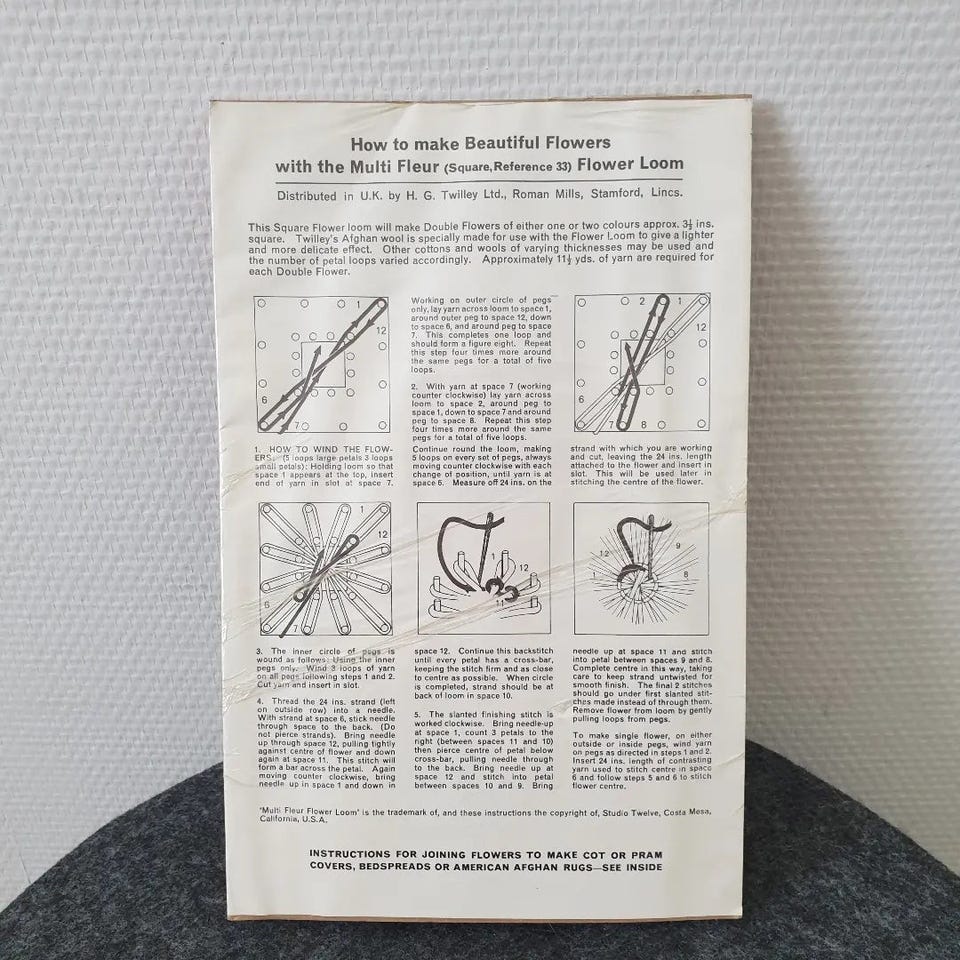 How to make Beautiful Flowers
with the Multi Fleur (Square, Reference 33) Flower Loom
Distributed in U.K. by H. G. Twilley Ltd., Roman Mills, Stamford, Lincs.
This Square Flower loom will make Double Flowers of either one or two colours approx. 3½ ins.
square. Twilley's Afghan wool is specially made for use with the Flower Loom to give a lighter
and more delicate effect. Other cottons and wools of varying thicknesses may be used and
the number of petal loops varied accordingly. Approximately 11½ yds. of yarn are required for
each Double Flower.
1
12
6
7
1. HOW TO WIND THE FLOW-
ERS. (5 loops large petals 3 loops
small petals): Holding loom so that
space 1 appears at the top, insert
end of yarn in slot at space 7.
Working on outer circle of pegs
only, lay yarn across loom to space 1,
around outer peg to space 12, down
to space 6, and around peg to space
7. This completes one loop and
should form a figure eight. Repeat
this step four times more around
the same pegs for a total of five
loops.
2. With yarn at space 7 (working
counter clockwise) lay yarn across
loom to space 2, around peg to
space 1, down to space 7 and around
peg to space 8. Repeat this step
four times more around the same
pegs for a total of five loops.
Continue round the loom, making
5 loops on every set of pegs, always
moving counter clockwise with each
change of position, until yarn is at
space 6. Measure off 24 ins. on the
2
1
12
6
7
8
strand with which you are working
and cut, leaving the 24 ins. length
attached to the flower and insert in
slot. This will be used later in
stitching the centre of the flower.
1
12
6
7
3. The inner circle of pegs is
wound as follows: Using the inner
pegs only. Wind 3 loops of yarn
on all pegs following steps 1 and 2.
Cut yarn and insert in slot.
4. Thread the 24 ins. strand (left
on outside row) into a needle.
With strand at space 6, stick needle
through space to the back. (Do
not pierce strands). Bring needle
up through space 12, pulling tightly
against centre of flower and down
again at space 11. This stitch will
form a bar across the petal. Again
moving counter clockwise, bring
needle up in space 1 and down in
1
12
11
space 12. Continue this backstitch
until every petal has a cross-bar,
keeping the stitch firm and as close
to centre as possible. When circle
is completed, strand should be at
back of loom in space 10.
5. The slanted finishing stitch is
worked clockwise. Bring needle up
at space 1, count 3 petals to the
right (between spaces 11 and 10)
then pierce centre of petal below
cross-bar, pulling needle through
to the back. Bring needle up at
space 12 and stitch into petal
between spaces 10 and 9. Bring
12
9
1
8
needle up at space 11 and stitch
into petal between spaces 9 and 8.
Complete centre in this way, taking
care to keep strand untwisted for
smooth finish. The final 2 stitches
should go under first slanted stit-
ches made instead of through them.
Remove flower from loom by gently
pulling loops from pegs.
To make single flower, on either
outside or inside pegs, wind yarn
on pegs as directed in steps 1 and 2.
Insert 24 ins. length of contrasting
yarn used to stitch centre in space
6 and follow steps 5 and 6 to stitch
flower centre.
'Multi Fleur Flower Loom' is the trademark of, and these instructions the copyright of, Studio Twelve, Costa Mesa,
California, U.S.A.
INSTRUCTIONS FOR JOINING FLOWERS TO MAKE COT OR PRAM
COVERS, BEDSPREADS OR AMERICAN AFGHAN RUGS—SEE INSIDE